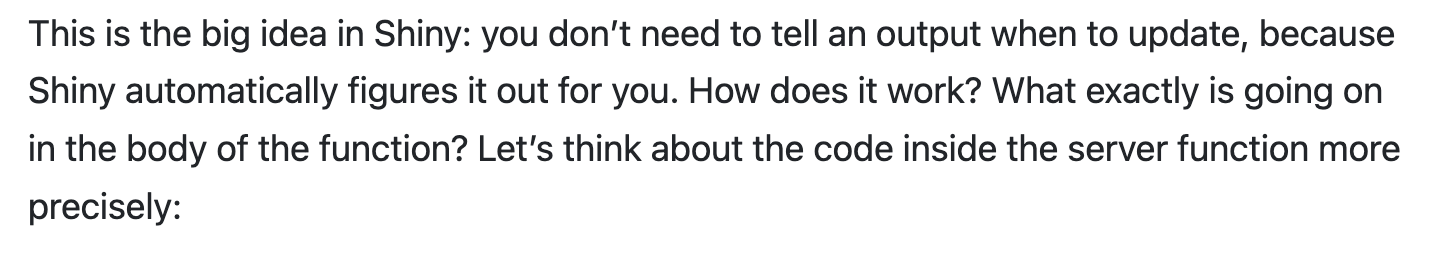 This is the big idea in Shiny: you don’t need to tell an output when to update, because
Shiny automatically figures it out for you. How does it work? What exactly is going on
in the body of the function? Let’s think about the code inside the server function more
precisely: